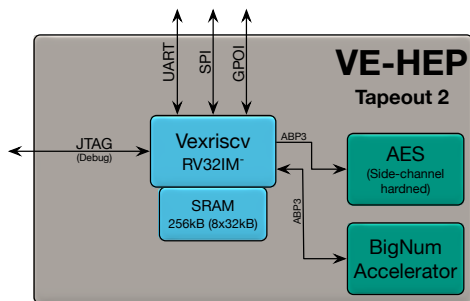 UART
SPI
GPOI
VE-HEP
Tapeout 2
JTAG
(Debug)
Vexriscv
RV32IM-
ABP3
AES
(Side-channel
hardned)
SRAM
256kB (8x32kB)
ABP3
BigNum
Accelerator